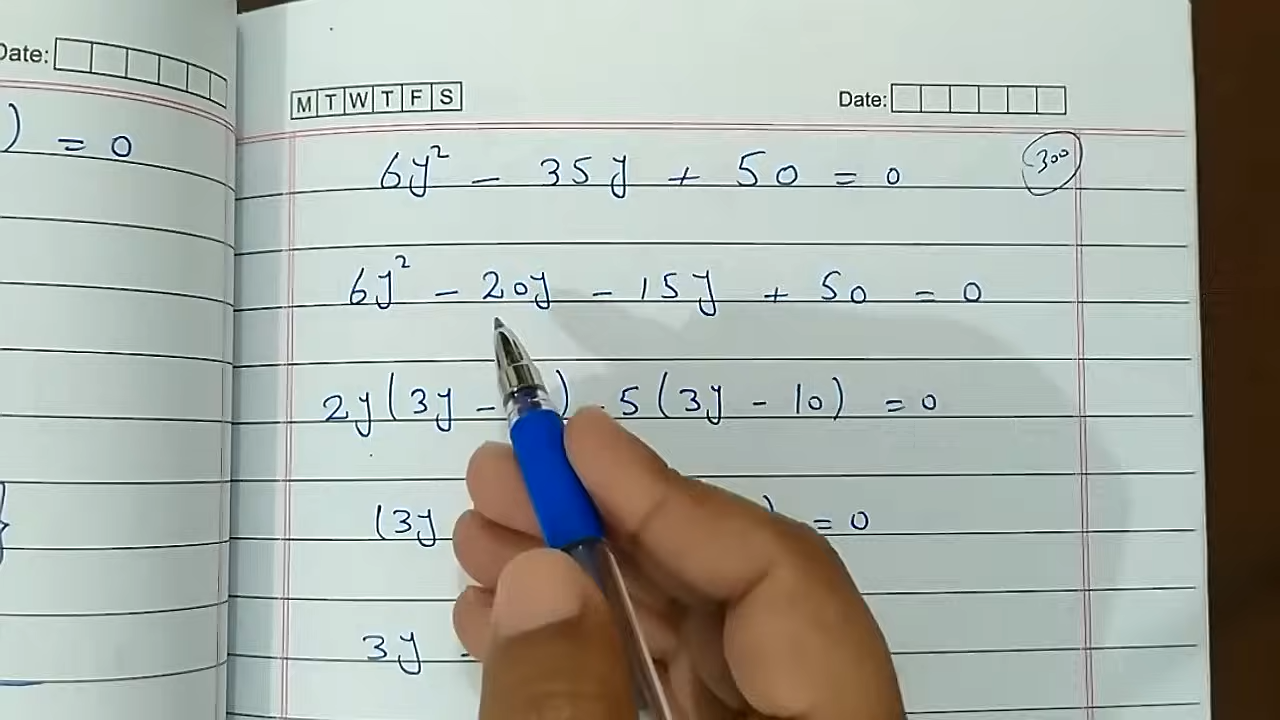 Date:
) = 0
M T W T F S
Date:
6y² - 35y + 50 = 0
300
6y² - 20y - 15y + 50 = 0
2y(3y - ) - 5(3y - 10) = 0
(3y ) = 0
3y -